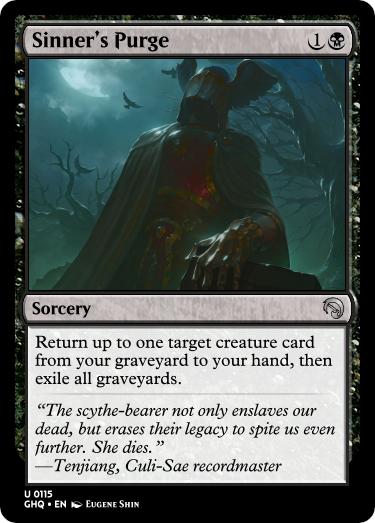 Sinner's Purge 1
Sorcery
Return up to one target creature card
from your graveyard to your hand, then
exile all graveyards.
“The scythe-bearer not only enslaves our
dead, but erases their legacy to spite us even
further. She dies.”
—Tenjiang, Culi-Sae recordmaster
U 0115
GHQ • EN Eugene Shin